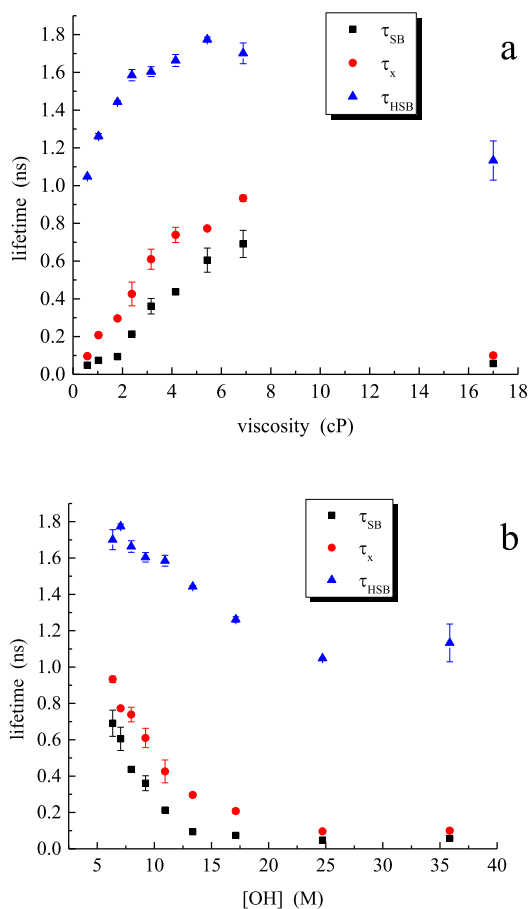 a
τSB
τx
τHSB
1.8
1.6
1.4
1.2
1.0
0.8
0.6
0.4
0.2
0.0
lifetime (ns)
0 2 4 6 8 10 12 14 16 18
viscosity (cP)
b
τSB
τx
τHSB
1.8
1.6
1.4
1.2
1.0
0.8
0.6
0.4
0.2
0.0
lifetime (ns)
5 10 15 20 25 30 35 40
[OH] (M)